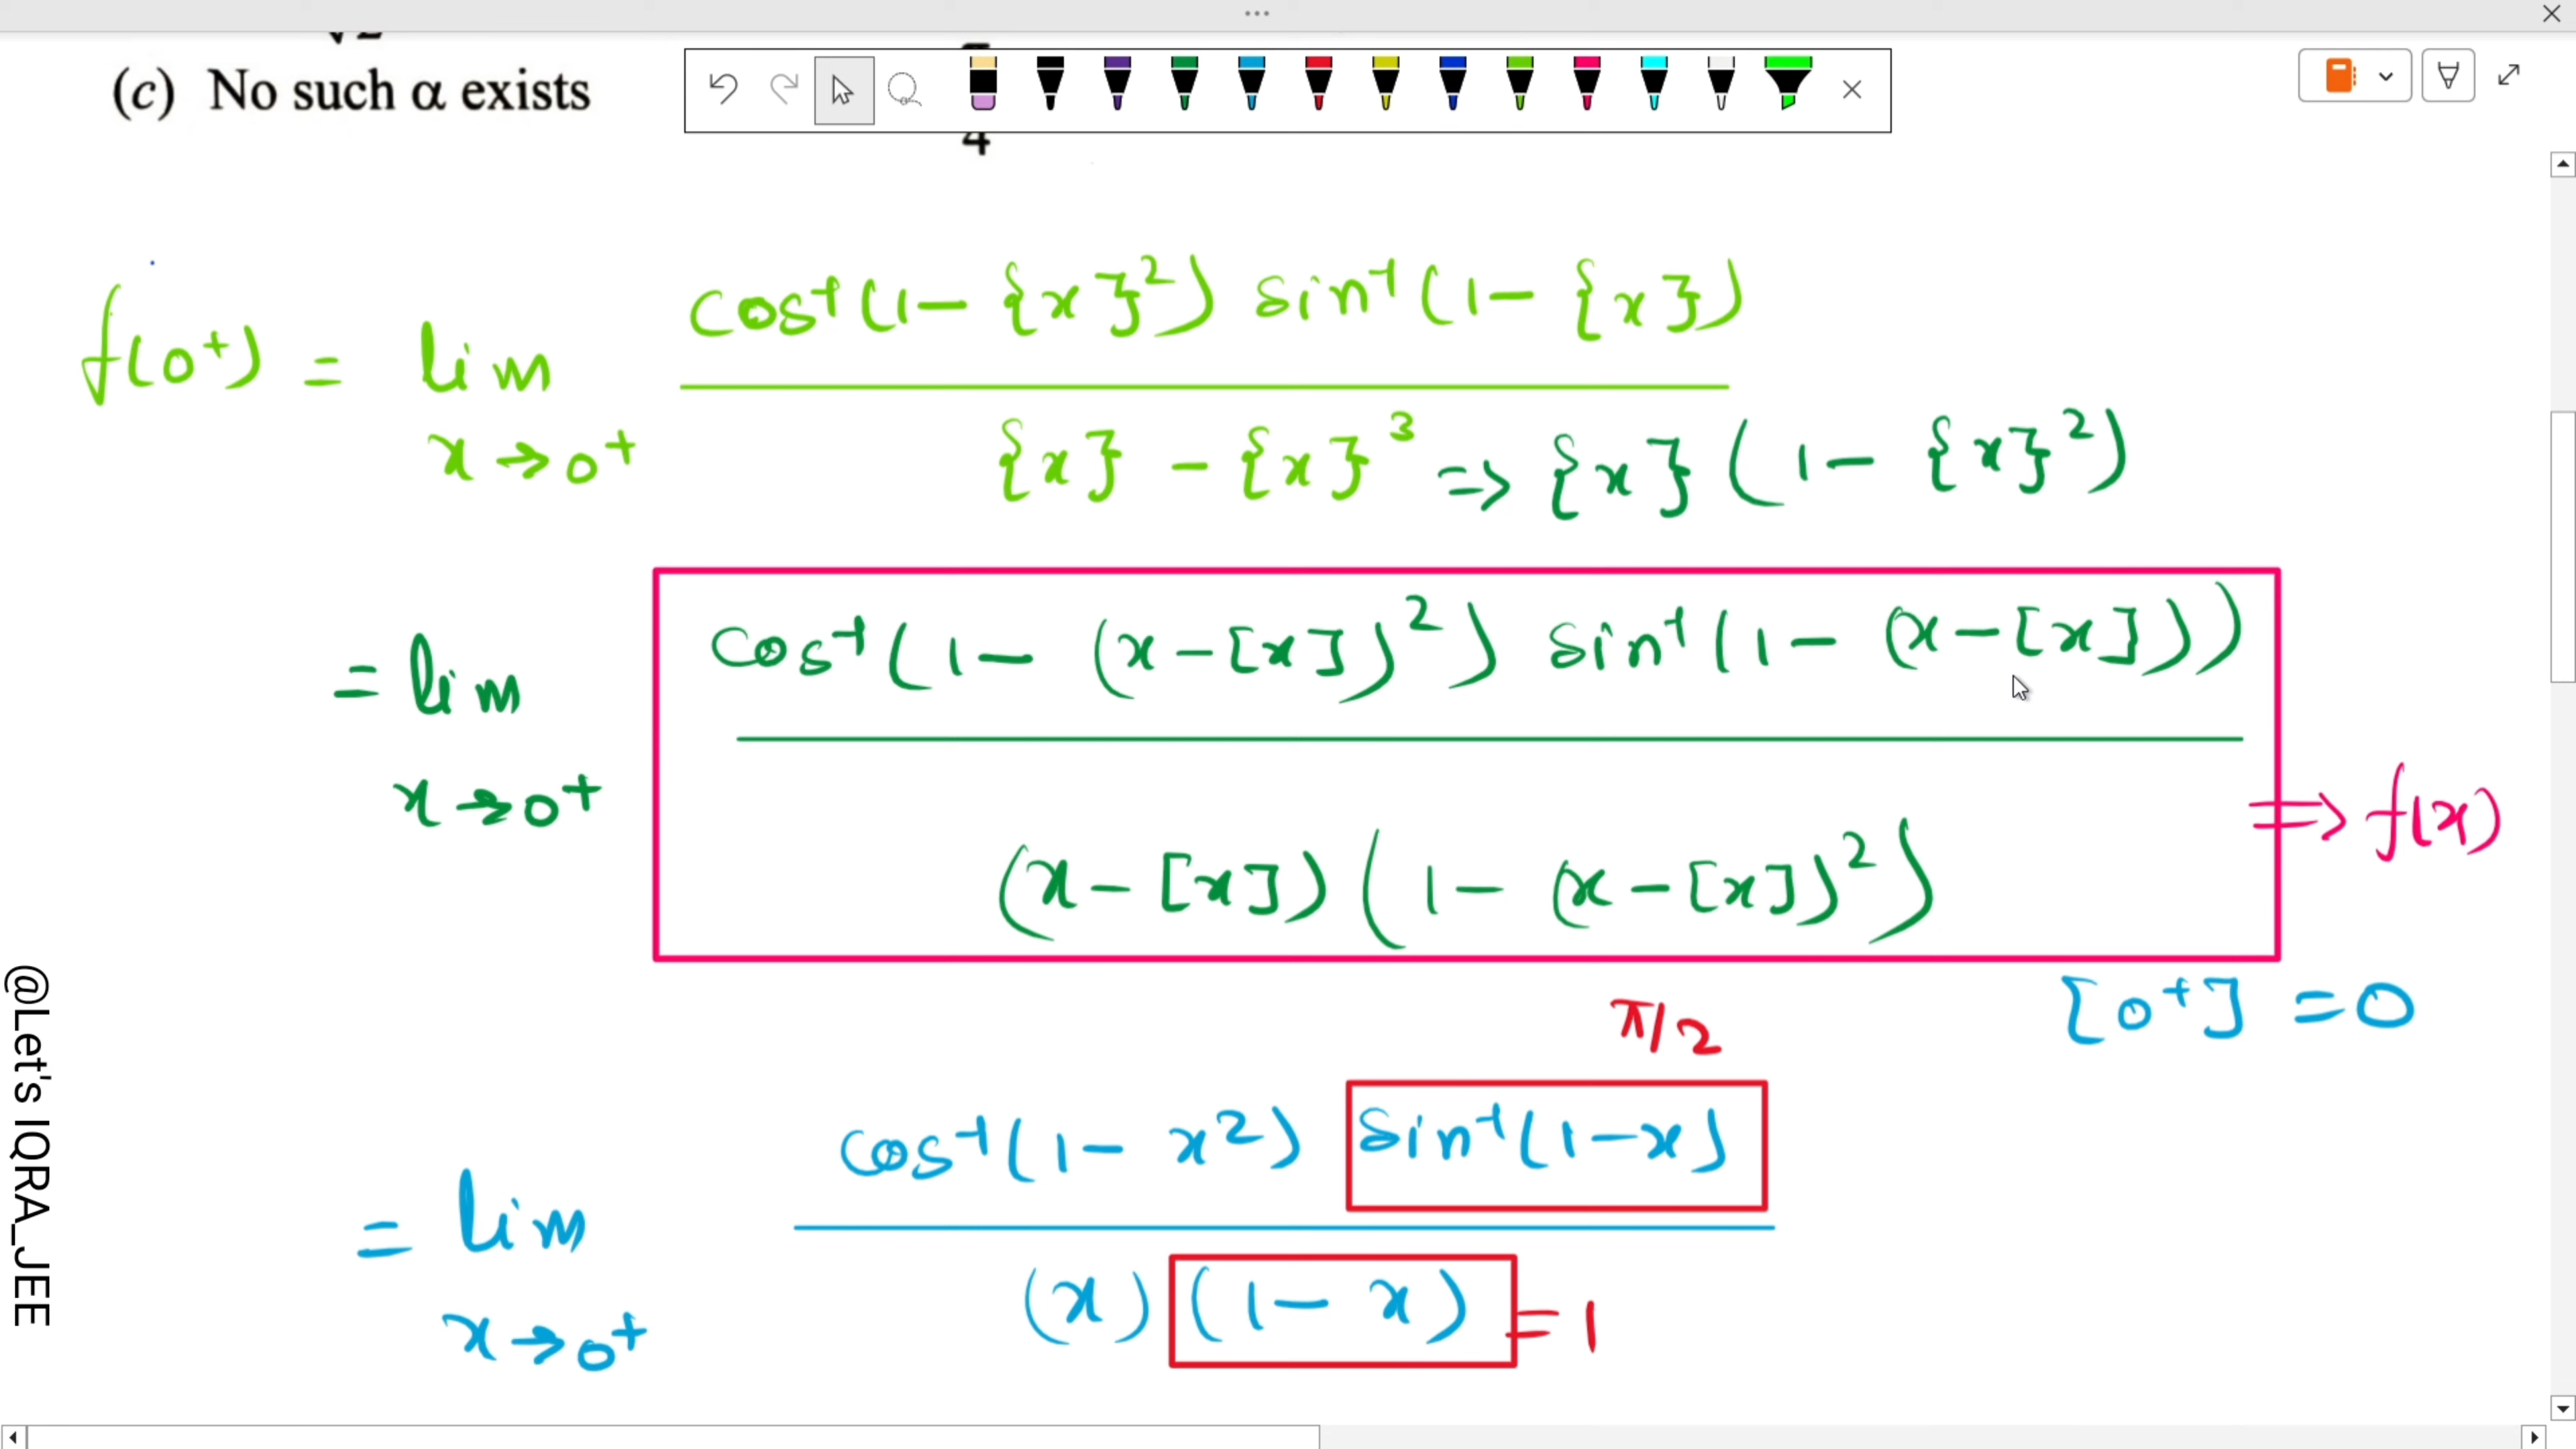 (c) No such α exists
4
f(0⁺) = lim x→0⁺ cos⁻¹(1-{x}²) sin⁻¹(1-{x}) / {x} - {x}³ ⇒ {x}(1-{x}²)
= lim x→0⁺ cos⁻¹(1-(x-[x])²) sin⁻¹(1-(x-[x])) / (x-[x])(1-(x-[x])²) ⇒ f(x)
[0⁺] = 0
π/2
= lim x→0⁺ cos⁻¹(1-x²) sin⁻¹(1-x) / (x)(1-x) = 1
@Let's IQRA_JEE